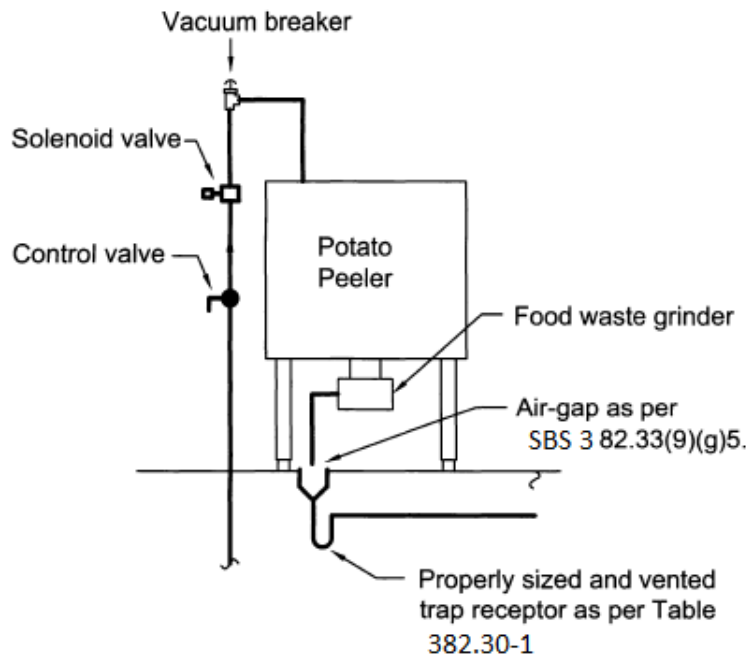 Vacuum breaker
Solenoid valve
Control valve
Potato
Peeler
Food waste grinder
Air-gap as per
SBS 3 82.33(9)(g)5.
Properly sized and vented
trap receptor as per Table
382.30-1